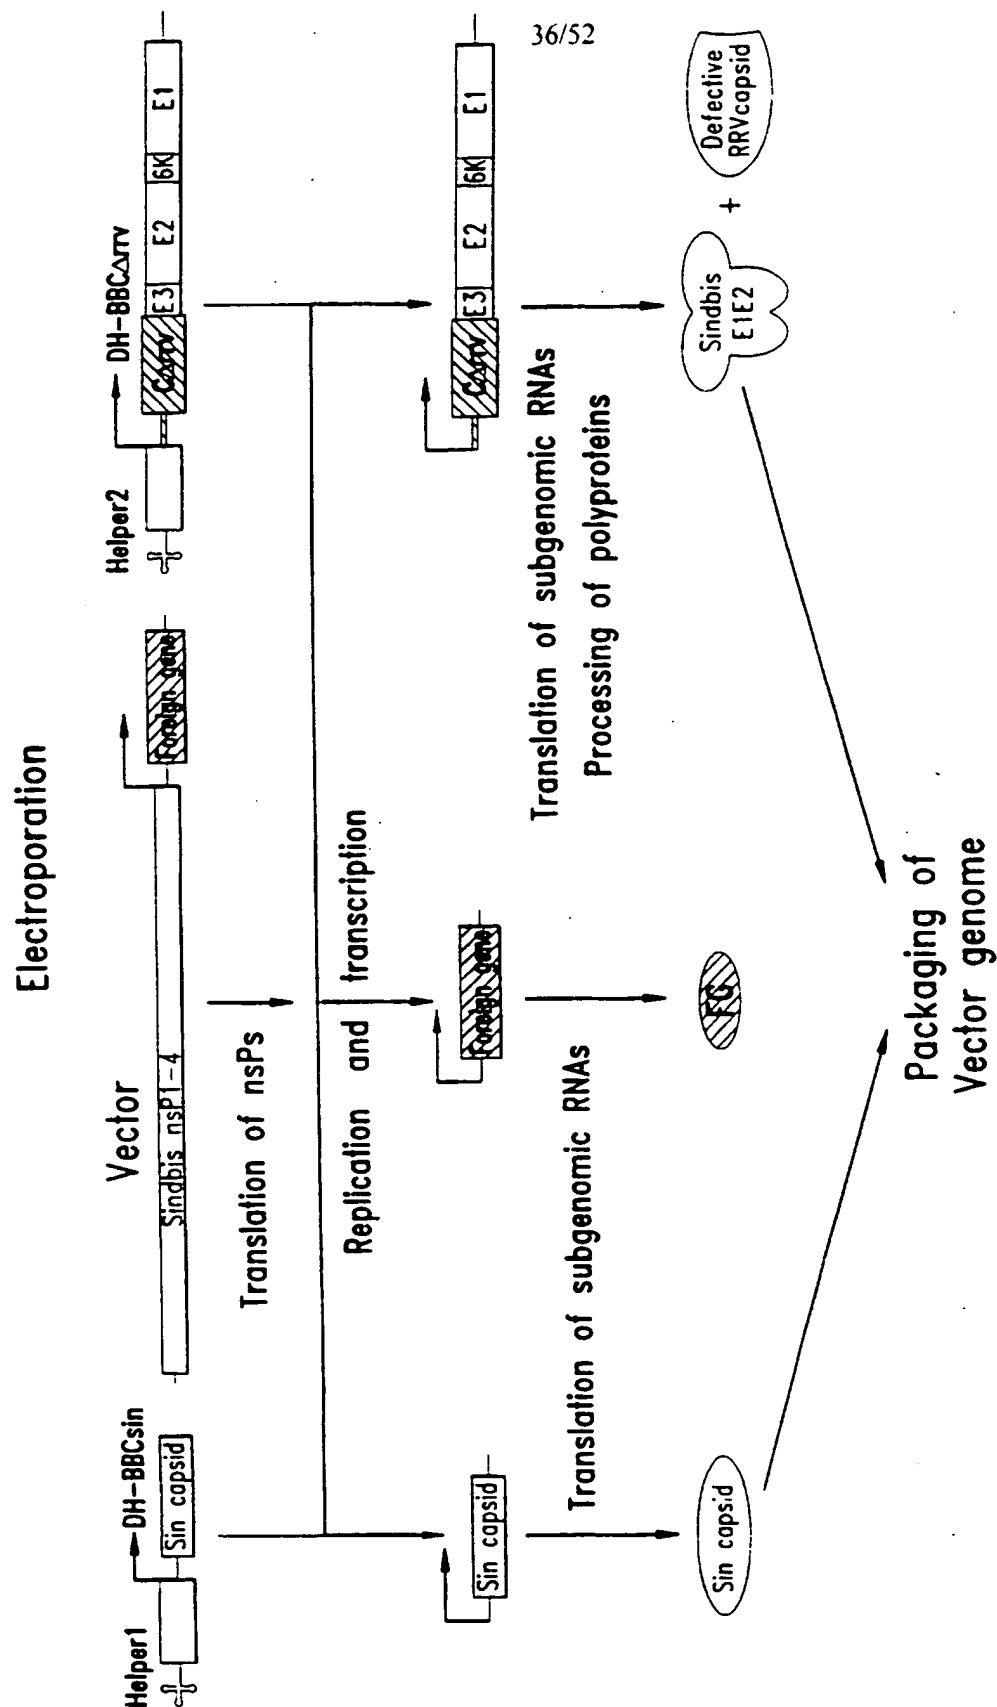 36/52
Electroporation
Helper1
DH-BBCsin
Sin capsid
Vector
Sindbis nsP1-4
Foreign gene
Helper2
DH-BBCΔrrv
CΔrrv
E3
E2
6K
E1
Translation of nsPs
Replication and transcription
Sin capsid
Foreign gene
CΔrrv
E3
E2
6K
E1
Translation of subgenomic RNAs
Translation of subgenomic RNAs
Processing of polyproteins
Sin capsid
FG
Sindbis
E1E2
+
Defective
RRVcapsid
Packaging of
Vector genome